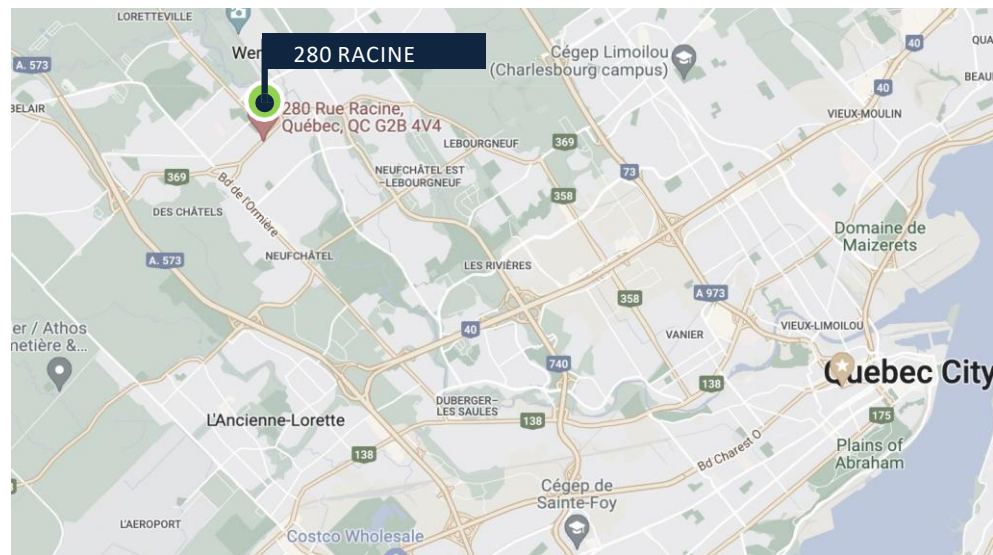 LORETTEVILLE
A. 573
Wer
280 RACINE
Cégep Limoilou
(Charlesbourg campus)
40
QUA
BEAU
40
BELAIR
280 Rue Racine,
Québec, QC G2B 4V4
VIEUX-MOULIN
LEBOURGNEUF
369
369
Bd de l'Ormière
NEUFCHÂTEL EST
-LEBOURGNEUF
73
358
DES CHÂTELS
Domaine de
Maizerets
A. 573
NEUFCHÂTEL
LES RIVIÈRES
358
A 973
er / Athos
metière &...
40
VANIER
VIEUX-LIMOILOU
740
138
Quebec City
DUBERGER–
LES SAULES
L'Ancienne-Lorette
138
175
138
Bd Charest O
Plains of
Abraham
Cégep de
Sainte-Foy
L'AEROPORT
Costco Wholesale